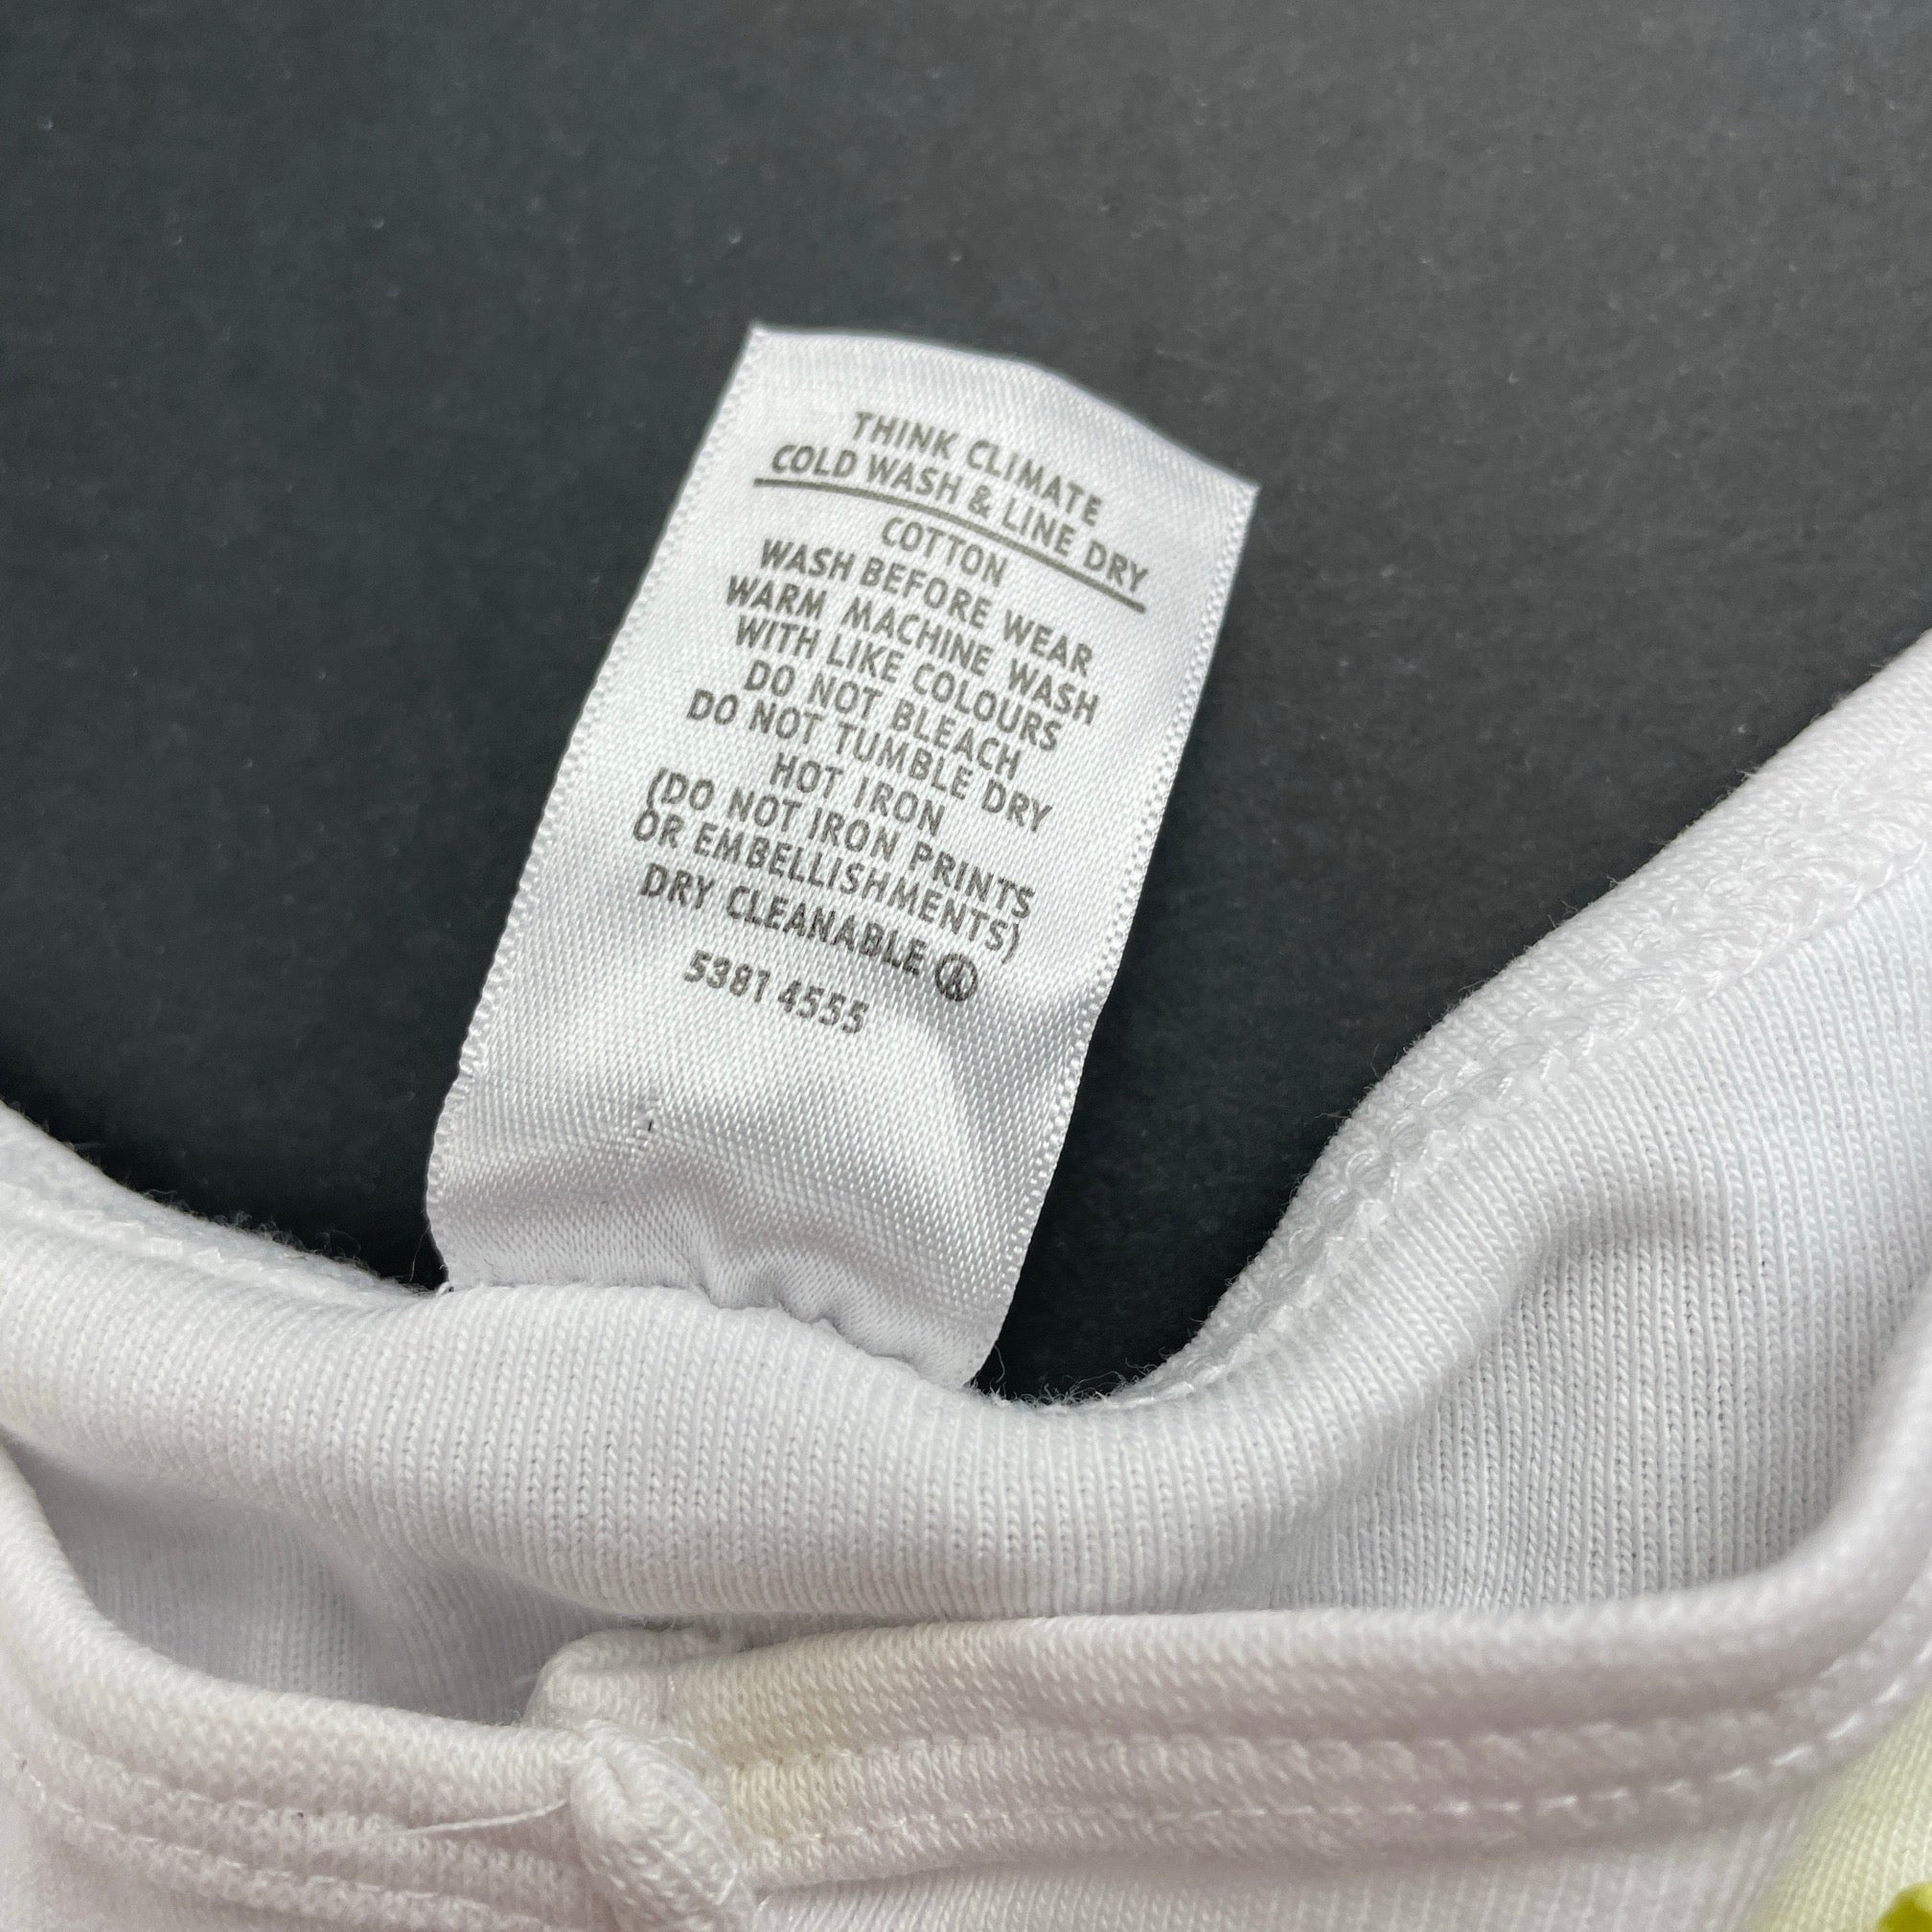 THINK CLIMATE
COLD WASH & LINE DRY
COTTON
WASH BEFORE WEAR
WARM MACHINE WASH
WITH LIKE COLOURS
DO NOT BLEACH
DO NOT TUMBLE DRY
HOT IRON
(DO NOT IRON PRINTS
OR EMBELLISHMENTS)
DRY CLEANABLE Ⓐ
5381 4555